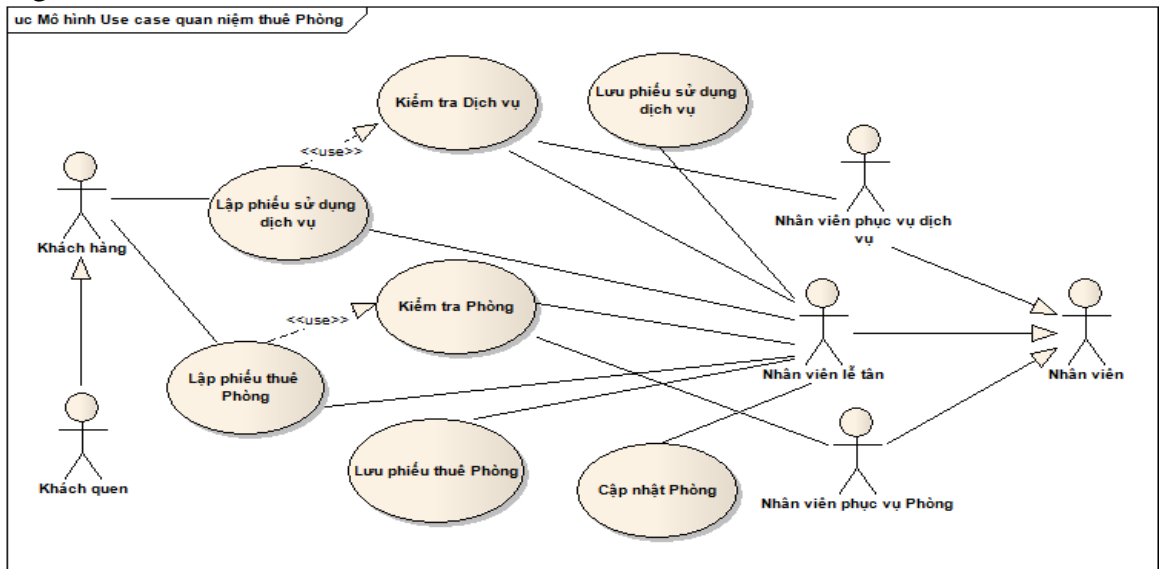 uc Mô hình Use case quan niệm thuê Phòng
Kiểm tra Dịch vụ
Lưu phiếu sử dụng
dịch vụ
<<use>>
Lập phiếu sử dụng
dịch vụ
Khách hàng
Nhân viên phục vụ dịch
vụ
Kiểm tra Phòng
<<use>>
Lập phiếu thuê
Phòng
Nhân viên lễ tân
Nhân viên
Khách quen
Lưu phiếu thuê Phòng
Cập nhật Phòng
Nhân viên phục vụ Phòng